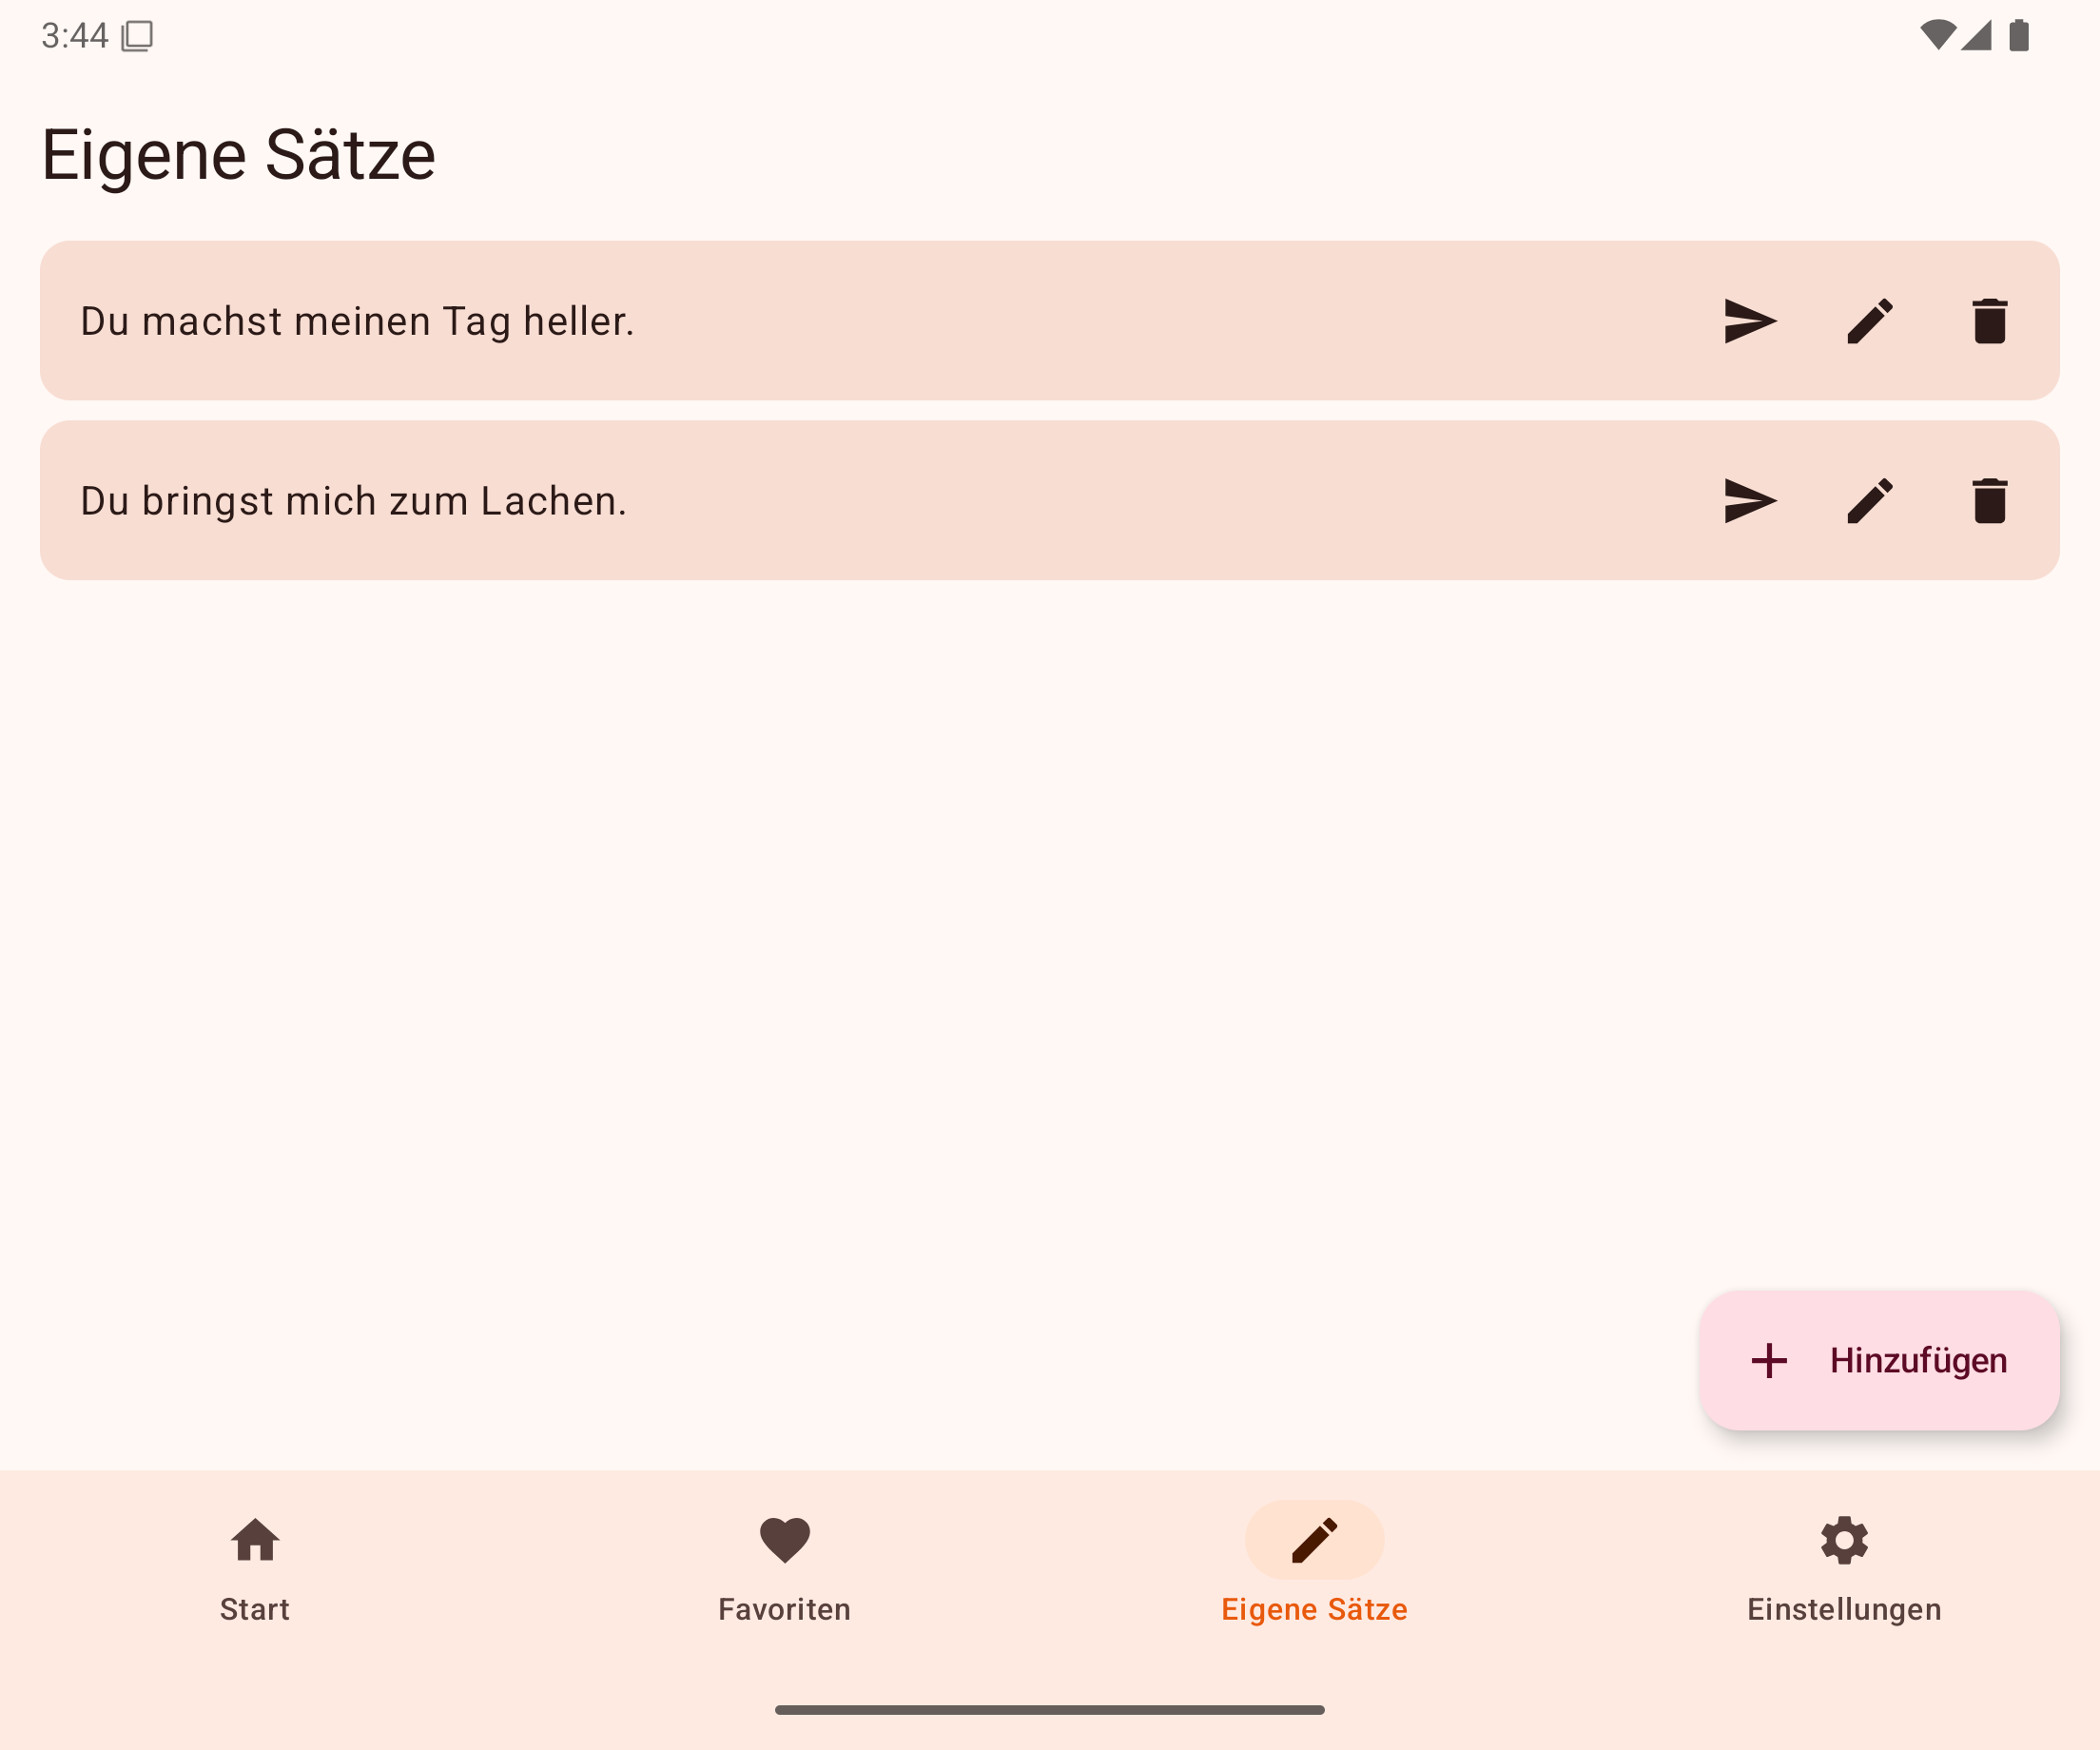 3:44
Eigene Sätze
Du machst meinen Tag heller.
Du bringst mich zum Lachen.
Hinzufügen
Start
Favoriten
Eigene Sätze
Einstellungen